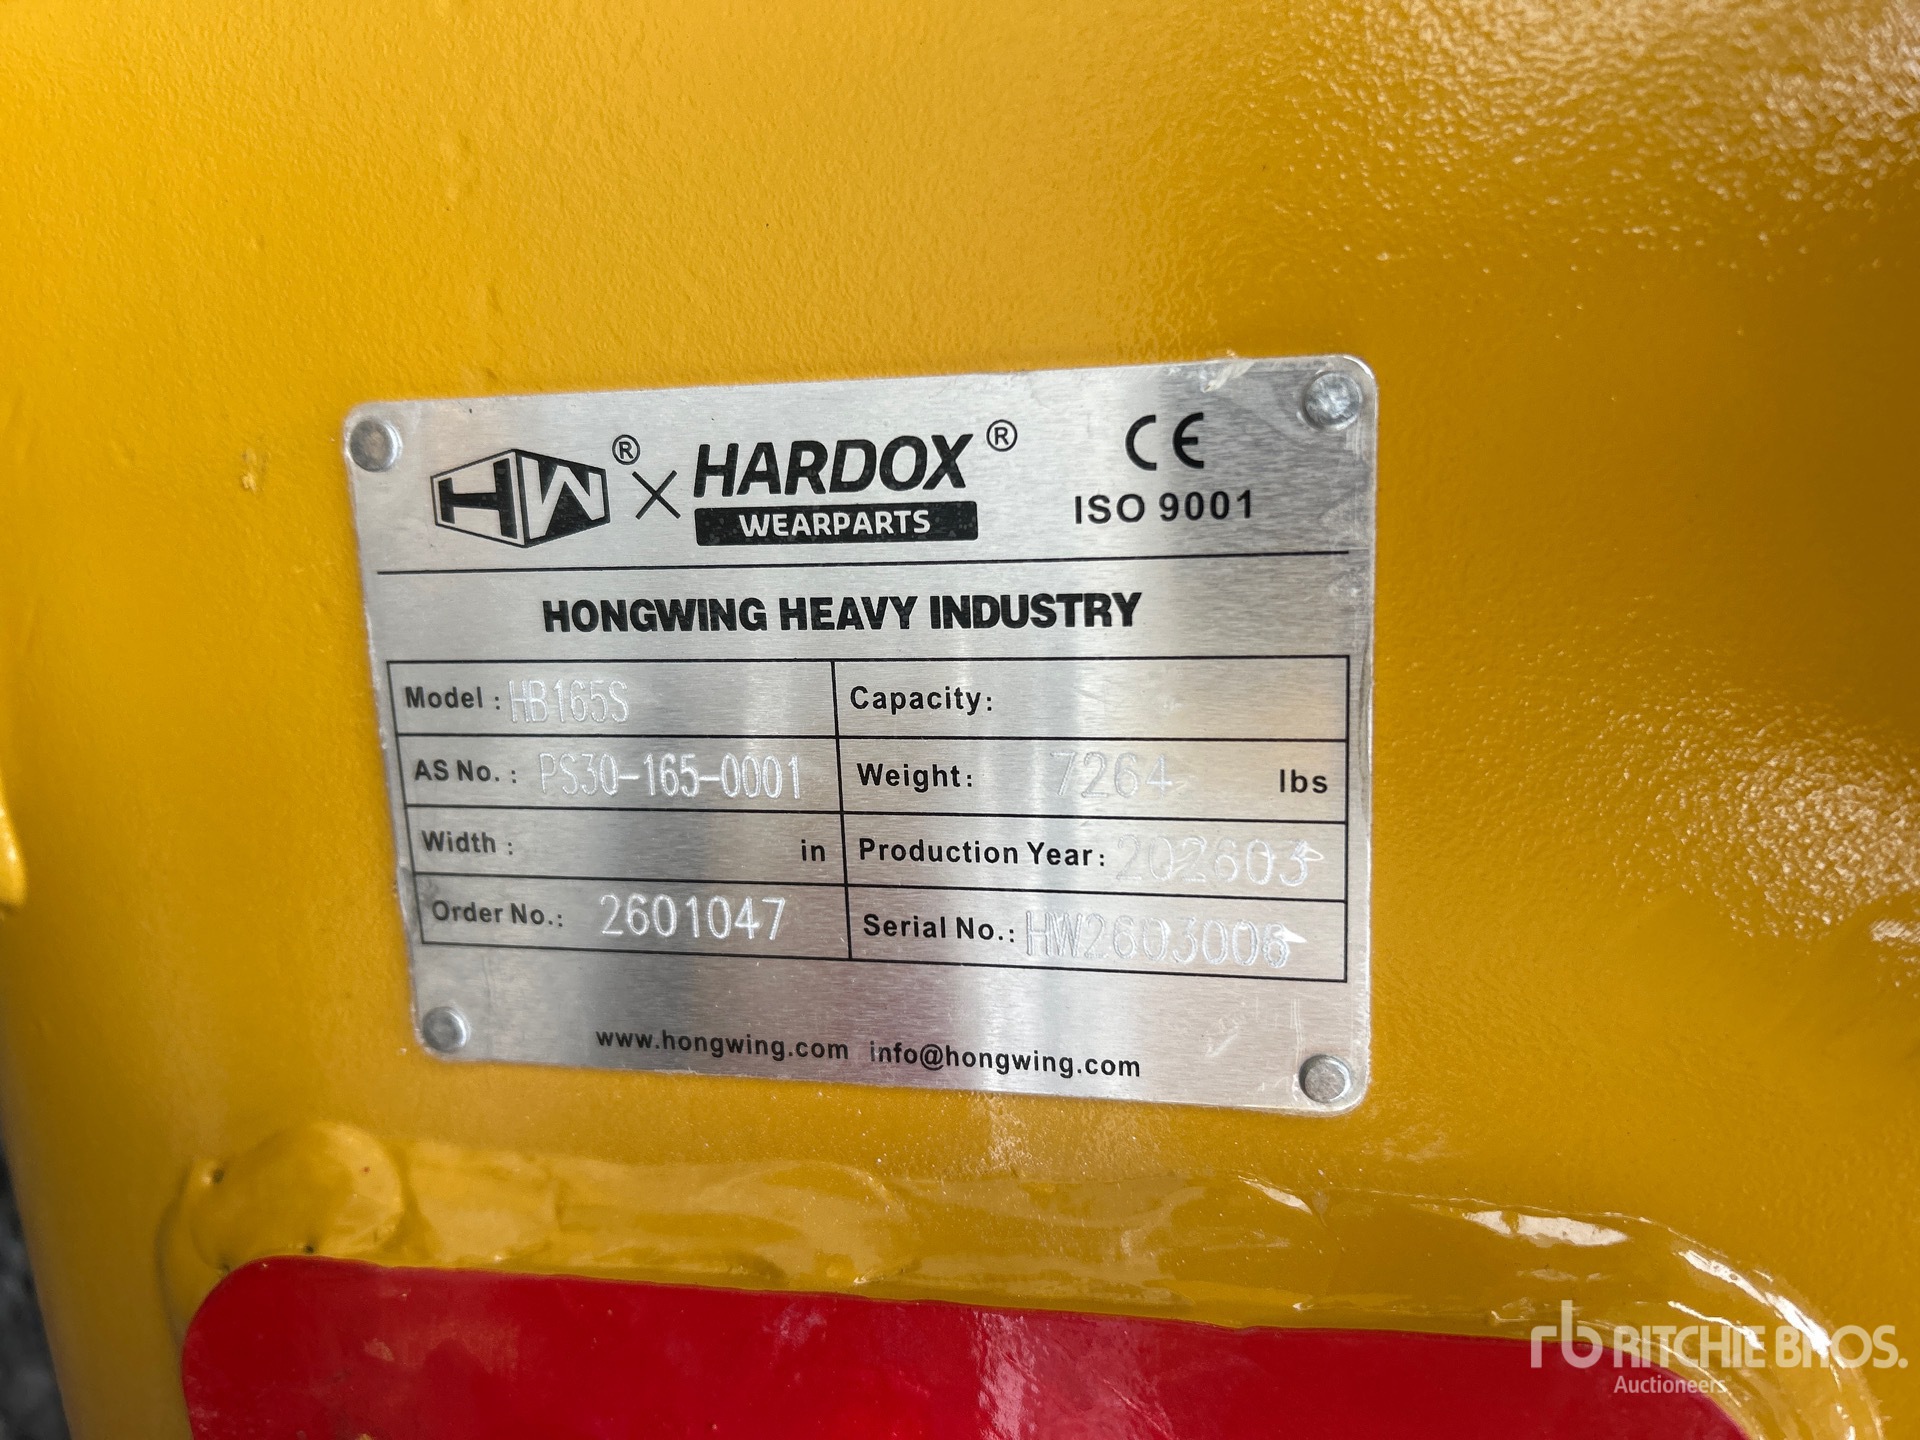 HW® × HARDOX®
WEARPARTS
CE
ISO 9001
HONGWING HEAVY INDUSTRY
Model : HB165S
Capacity:
AS No. : PS30-165-0001
Weight: 7264 lbs
Width : in
Production Year: 202603
Order No.: 2601047
Serial No.: HW2603006
www.hongwing.com info@hongwing.com
rb RITCHIE BROS.
Auctioneers